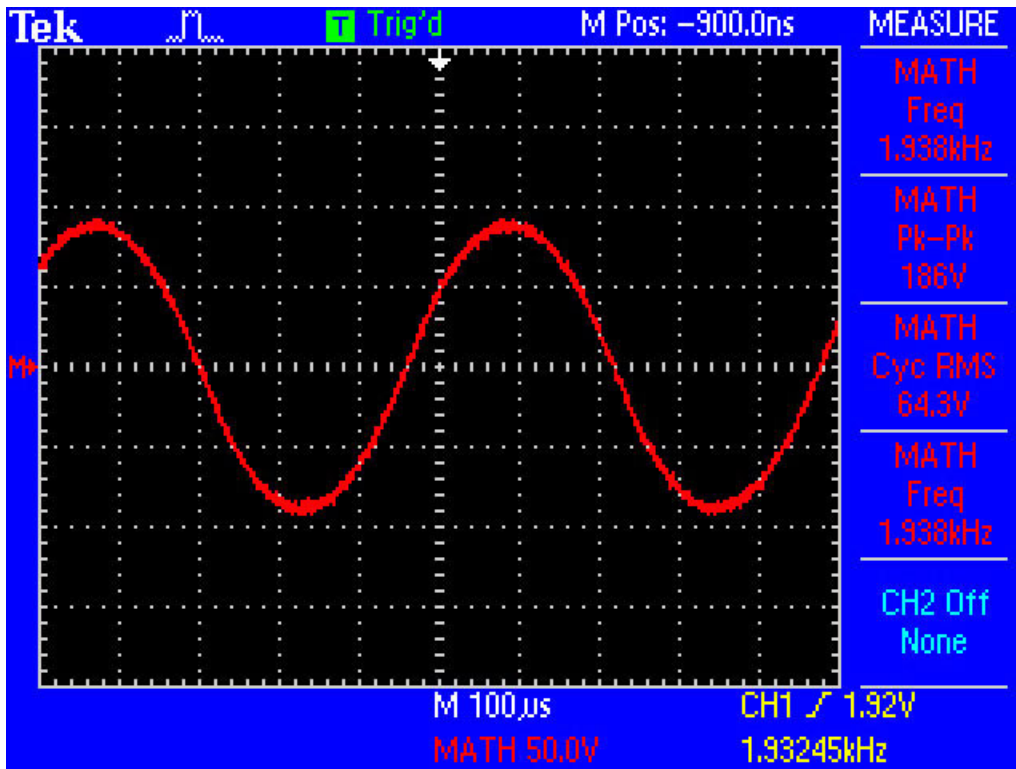 Tek T Trig'd M Pos: -900.0ns MEASURE
MATH
Freq
1.938kHz
MATH
Pk-Pk
186V
MATH
Cyc RMS
64.3V
MATH
Freq
1.938kHz
CH2 Off
None
M
M 100µs CH1 1.92V
MATH 50.0V 1.93245kHz